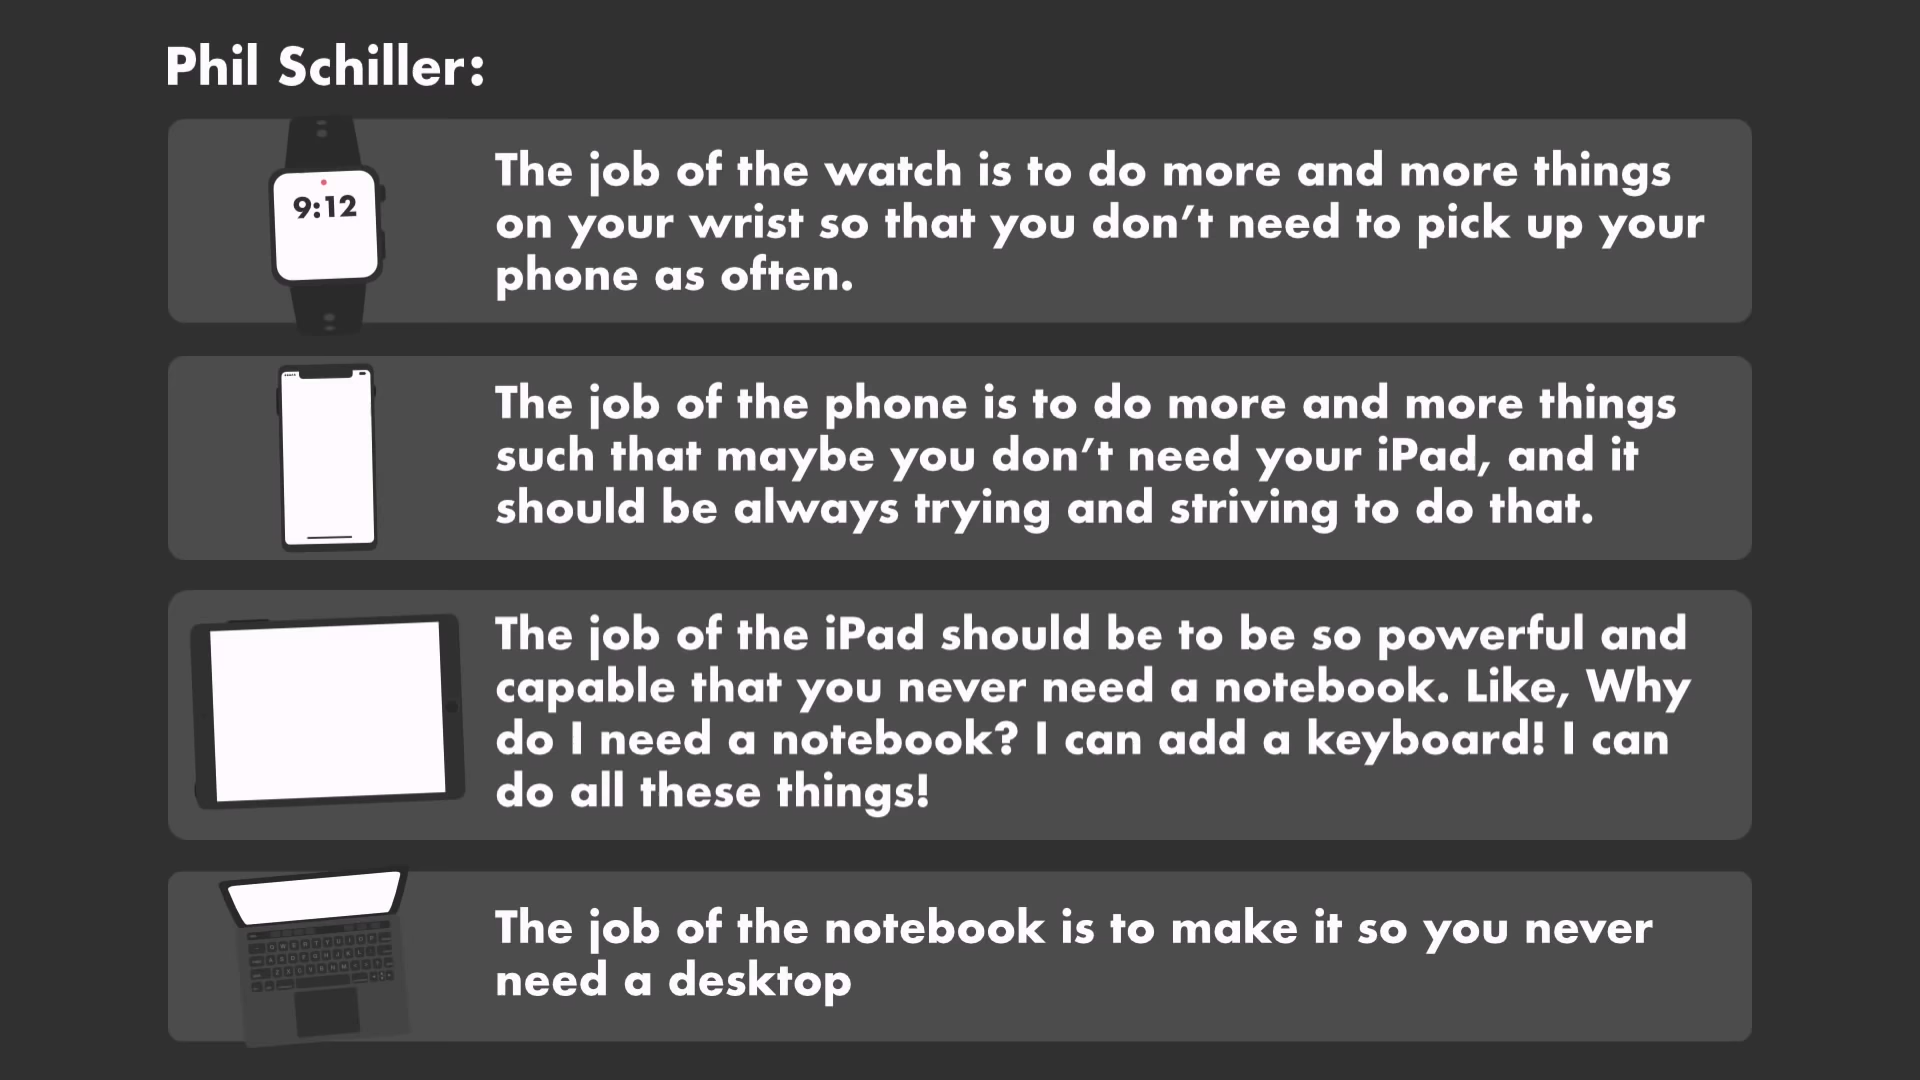 Phil Schiller:
9:12
The job of the watch is to do more and more things
on your wrist so that you don’t need to pick up your
phone as often.
The job of the phone is to do more and more things
such that maybe you don’t need your iPad, and it
should be always trying and striving to do that.
The job of the iPad should be to be so powerful and
capable that you never need a notebook. Like, Why
do I need a notebook? I can add a keyboard! I can
do all these things!
The job of the notebook is to make it so you never
need a desktop